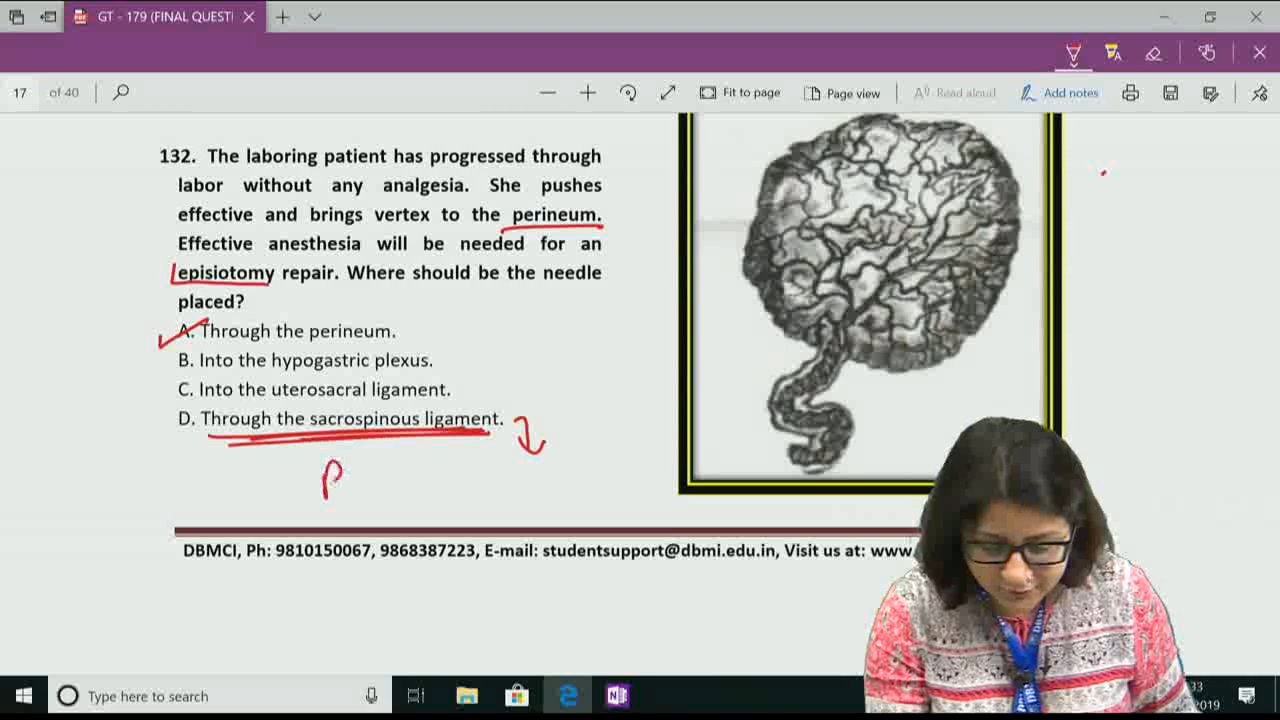 GT - 179 (FINAL QUESTI
17 of 40
Fit to page
Page view
Read aloud
Add notes
132. The laboring patient has progressed through
labor without any analgesia. She pushes
effective and brings vertex to the perineum.
Effective anesthesia will be needed for an
episiotomy repair. Where should be the needle
placed?
A. Through the perineum.
B. Into the hypogastric plexus.
C. Into the uterosacral ligament.
D. Through the sacrospinous ligament.
P
DBMCI, Ph: 9810150067, 9868387223, E-mail: studentsupport@dbmi.edu.in, Visit us at: www.
Type here to search
33
2019